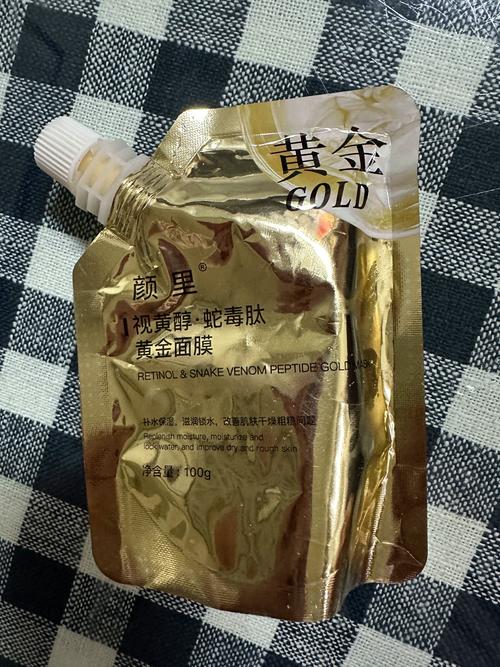 黄金
GOLD
颜里®
视黄醇·蛇毒肽
黄金面膜
RETINOL & SNAKE VENOM PEPTIDE GOLD MASK
补水保湿，滋润锁水，改善肌肤干燥粗糙问题
Replenish moisture, moisturize and
lock water, and improve dry and rough skin
净含量：100g